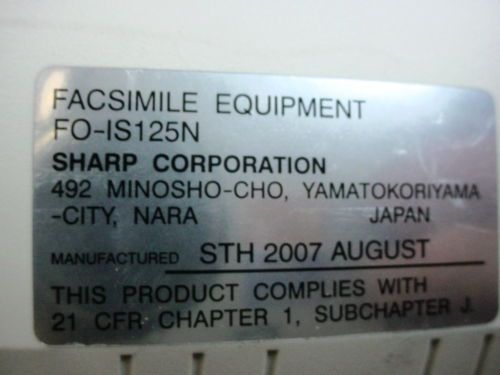 FACSIMILE EQUIPMENT
FO-IS125N
SHARP CORPORATION
492 MINOSHO-CHO, YAMATOKORIYAMA
-CITY, NARA JAPAN
MANUFACTURED STH 2007 AUGUST
THIS PRODUCT COMPLIES WITH
21 CFR CHAPTER 1, SUBCHAPTER J